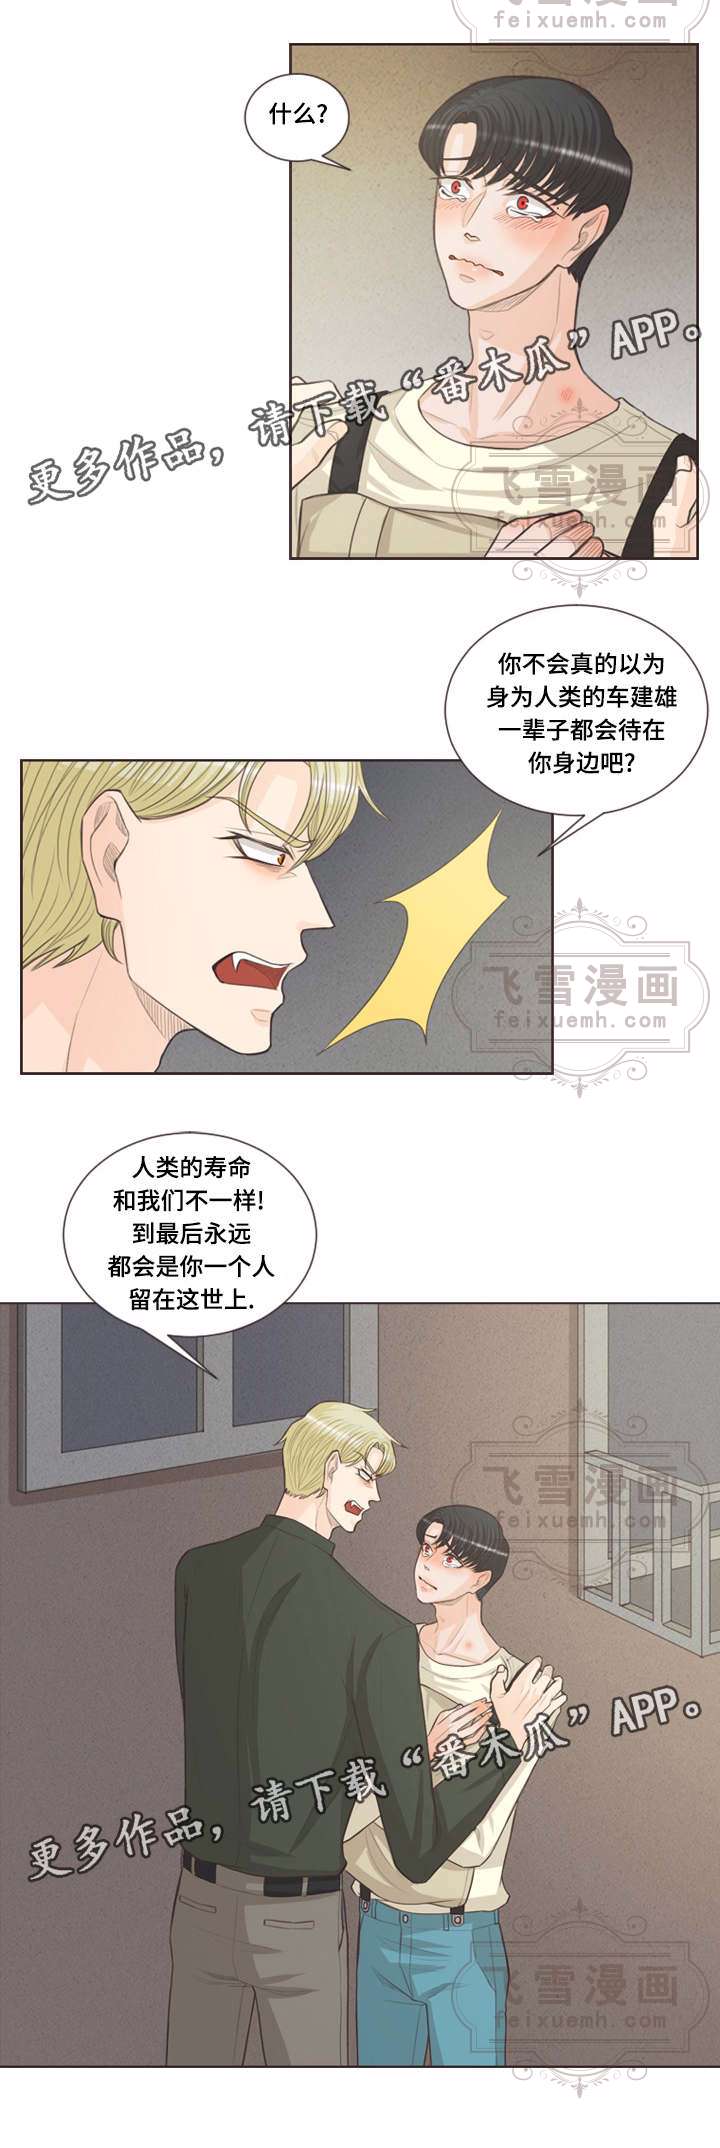 飞雪漫画
feixuemh.com
什么?
更多作品，请下载“番木瓜”APP。
飞雪漫画
feixuemh.com
你不会真的以为
身为人类的车建雄
一辈子都会待在
你身边吧?
飞雪漫画
feixuemh.com
人类的寿命
和我们不一样!
到最后永远
都会是你一个人
留在这世上.
飞雪漫画
feixuemh.com
更多作品，请下载“番木瓜”APP。
飞雪漫画
feixuemh.com